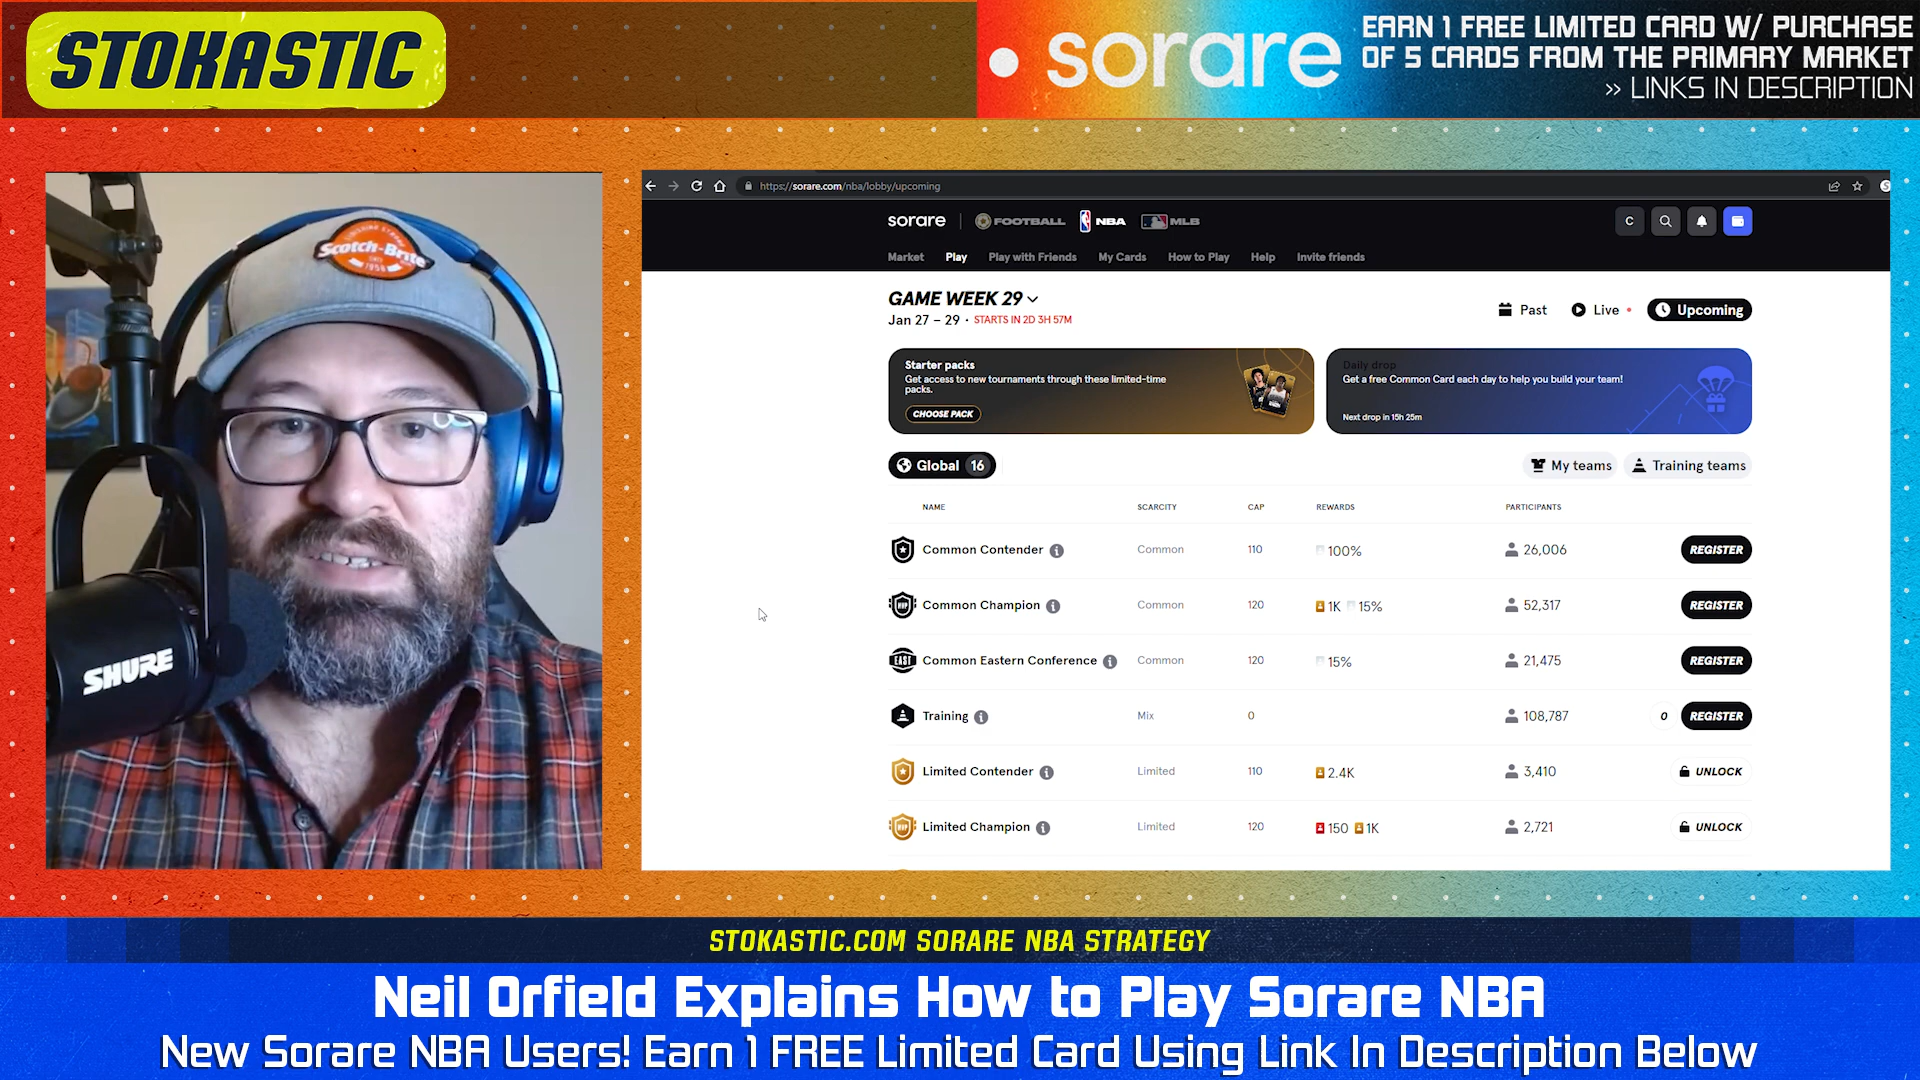 STOKASTIC
sorare
EARN 1 FREE LIMITED CARD W/ PURCHASE
OF 5 CARDS FROM THE PRIMARY MARKET
>> LINKS IN DESCRIPTION
Scotch-Brite
1958
SHURE
https://sorare.com/nba/lobby/upcoming
S
sorare | FOOTBALL NBA MLB
C
Market Play Play with Friends My Cards How to Play Help Invite friends
GAME WEEK 29
Jan 27 – 29 · STARTS IN 2D 3H 57M
Past Live Upcoming
Starter packs
Get access to new tournaments through these limited-time
packs.
CHOOSE PACK
Daily drop
Get a free Common Card each day to help you build your team!
Next drop in 15h 25m
Global 16
My teams Training teams
NAME SCARCITY CAP REWARDS PARTICIPANTS
Common Contender Common 110 100% 26,006 REGISTER
MVP Common Champion Common 120 1K 15% 52,317 REGISTER
EAST Common Eastern Conference Common 120 15% 21,475 REGISTER
Training Mix 0 108,787 0 REGISTER
Limited Contender Limited 110 2.4K 3,410 UNLOCK
MVP Limited Champion Limited 120 150 1K 2,721 UNLOCK
STOKASTIC.COM SORARE NBA STRATEGY
Neil Orfield Explains How to Play Sorare NBA
New Sorare NBA Users! Earn 1 FREE Limited Card Using Link In Description Below